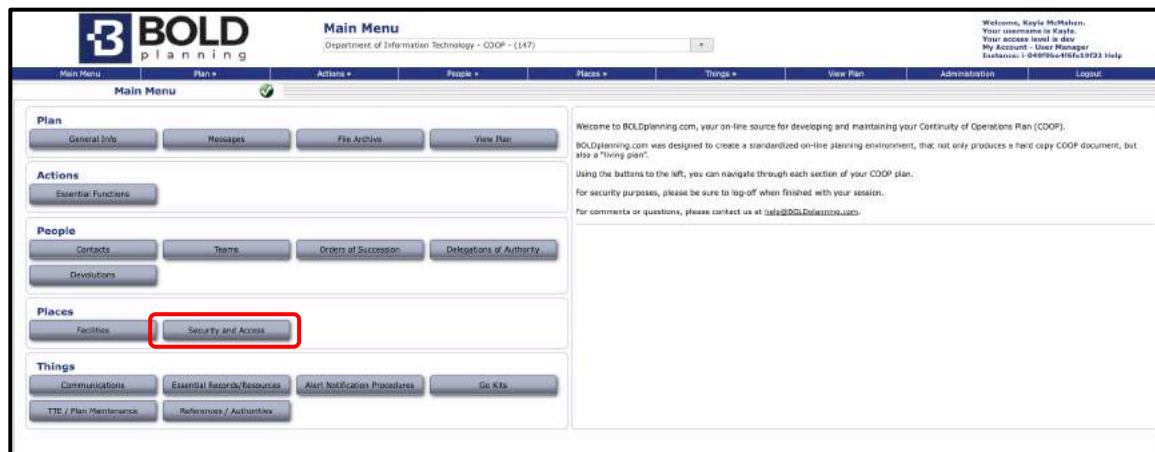 BOLD
planning
Main Menu
Department of Information Technology - COOP - (147)
Welcome, Kayla McMahen.
Your username is Kayla.
Your access level is dev
My Account - User Manager
Main Menu
Plan
Actions
People
Places
Things
View Plan
Administration
Logout
Main Menu
Plan
General Info
Messages
File Archive
View Plan
Actions
Essential Functions
People
Contacts
Teams
Orders of Succession
Delegations of Authority
Devolutions
Places
Facilities
Security and Access
Things
Communications
Essential Records/Resources
Alert Notification Procedures
Go Kits
TTE / Plan Maintenance
References / Authorities
Welcome to BOLDplanning.com, your on-line source for developing and maintaining your Continuity of Operations Plan (COOP).
BOLDplanning.com was designed to create a standardized on-line planning environment, that not only produces a hard copy COOP document, but
also a "living plan".
Using the buttons to the left, you can navigate through each section of your COOP plan.
For security purposes, please be sure to log-off when finished with your session.
For comments or questions, please contact us at help@BOLDplanning.com.